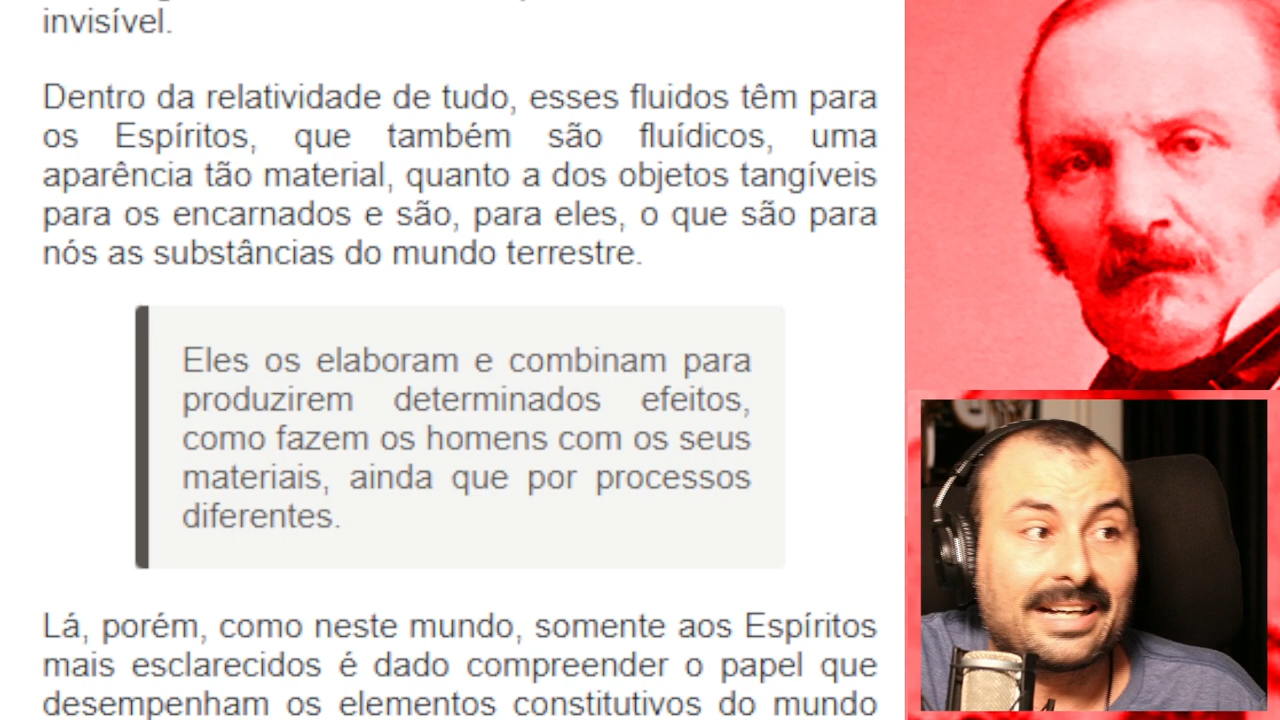 invisível.
Dentro da relatividade de tudo, esses fluidos têm para
os Espíritos, que também são fluídicos, uma
aparência tão material, quanto a dos objetos tangíveis
para os encarnados e são, para eles, o que são para
nós as substâncias do mundo terrestre.
Eles os elaboram e combinam para
produzirem determinados efeitos,
como fazem os homens com os seus
materiais, ainda que por processos
diferentes.
Lá, porém, como neste mundo, somente aos Espíritos
mais esclarecidos é dado compreender o papel que
desempenham os elementos constitutivos do mundo